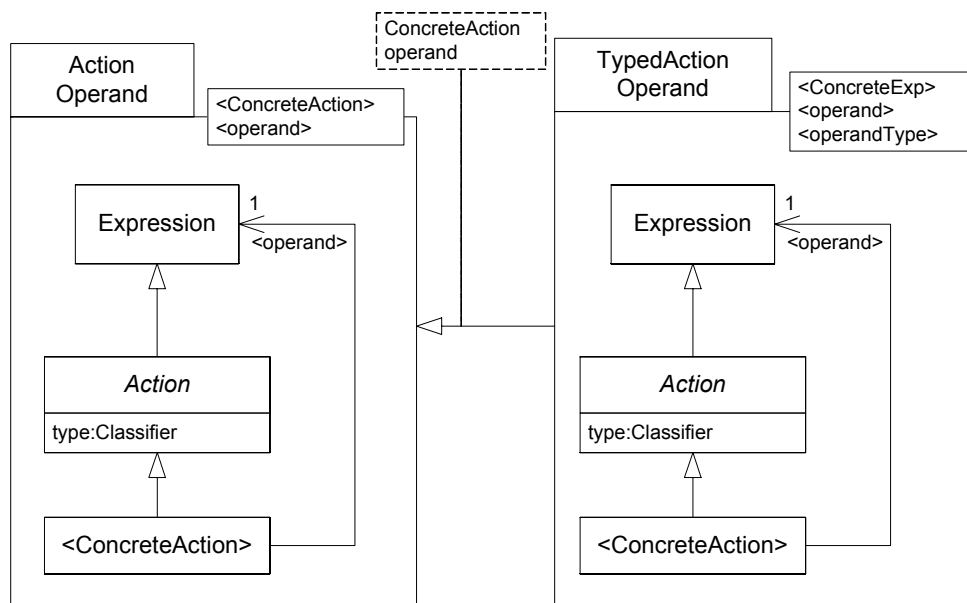 Action
Operand
<ConcreteAction>
<operand>
Expression
1
<operand>
Action
type:Classifier
<ConcreteAction>
ConcreteAction
operand
TypedAction
Operand
<ConcreteExp>
<operand>
<operandType>
Expression
1
<operand>
Action
type:Classifier
<ConcreteAction>